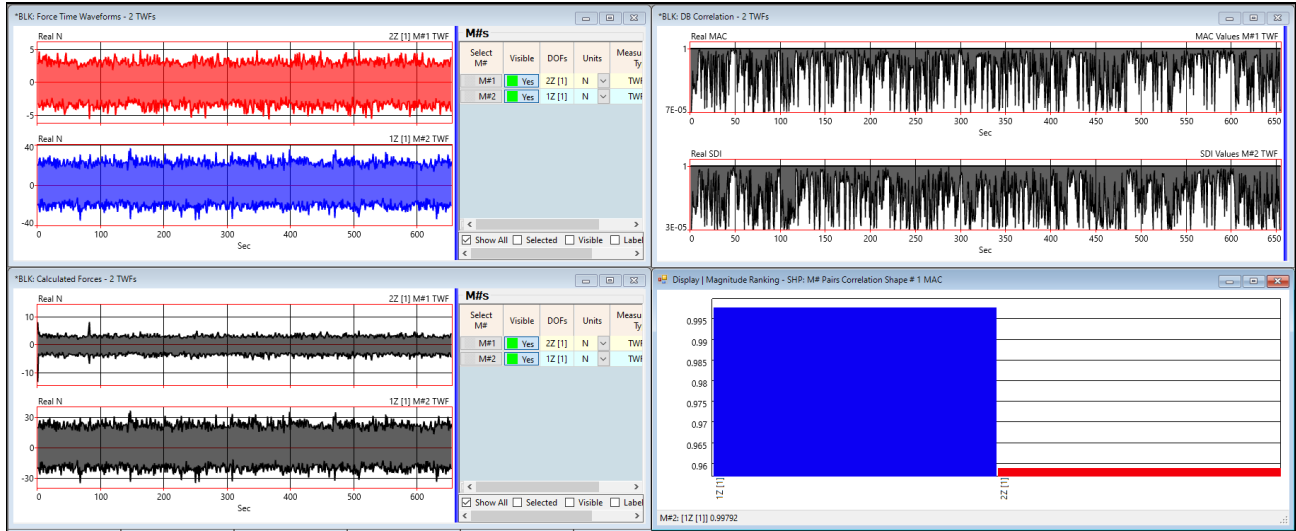 *BLK: Force Time Waveforms - 2 TWFs
Real N
2Z [1] M#1 TWF
5
0
-5
Real N
1Z [1] M#2 TWF
40
0
-40
0 100 200 300 400 500 600
Sec
M#s
Select M# Visible DOFs Units Measu Ty
M#1 Yes 2Z [1] N TWF
M#2 Yes 1Z [1] N TWF
Show All Selected Visible Label
*BLK: DB Correlation - 2 TWFs
Real MAC
MAC Values M#1 TWF
1
7E-05
0 50 100 150 200 250 300 350 400 450 500 550 600 650
Sec
Real SDI
SDI Values M#2 TWF
1
3E-05
0 50 100 150 200 250 300 350 400 450 500 550 600 650
Sec
*BLK: Calculated Forces - 2 TWFs
Real N
2Z [1] M#1 TWF
10
0
-10
Real N
1Z [1] M#2 TWF
30
0
-30
0 100 200 300 400 500 600
Sec
M#s
Select M# Visible DOFs Units Measu Ty
M#1 Yes 2Z [1] N TWF
M#2 Yes 1Z [1] N TWF
Show All Selected Visible Label
Display | Magnitude Ranking - SHP: M# Pairs Correlation Shape # 1 MAC
0.995
0.99
0.985
0.98
0.975
0.97
0.965
0.96
1Z [1]
2Z [1]
M#2: [1Z [1]] 0.99792